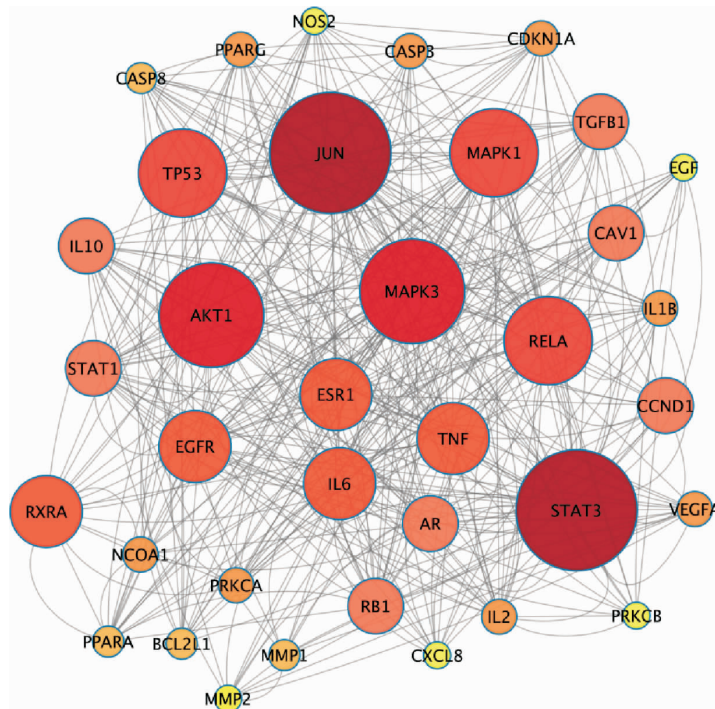 NOS2
PPARG
CASP3
CDKN1A
CASP8
TGFB1
JUN
MAPK1
TP53
EGF
IL10
CAV1
MAPK3
IL1B
AKT1
RELA
STAT1
ESR1
CCND1
EGFR
TNF
IL6
RXRA
STAT3
VEGFA
AR
NCOA1
PRKCA
RB1
IL2
PRKCB
PPARA
BCL2L1
MMP1
CXCL8
MMP2